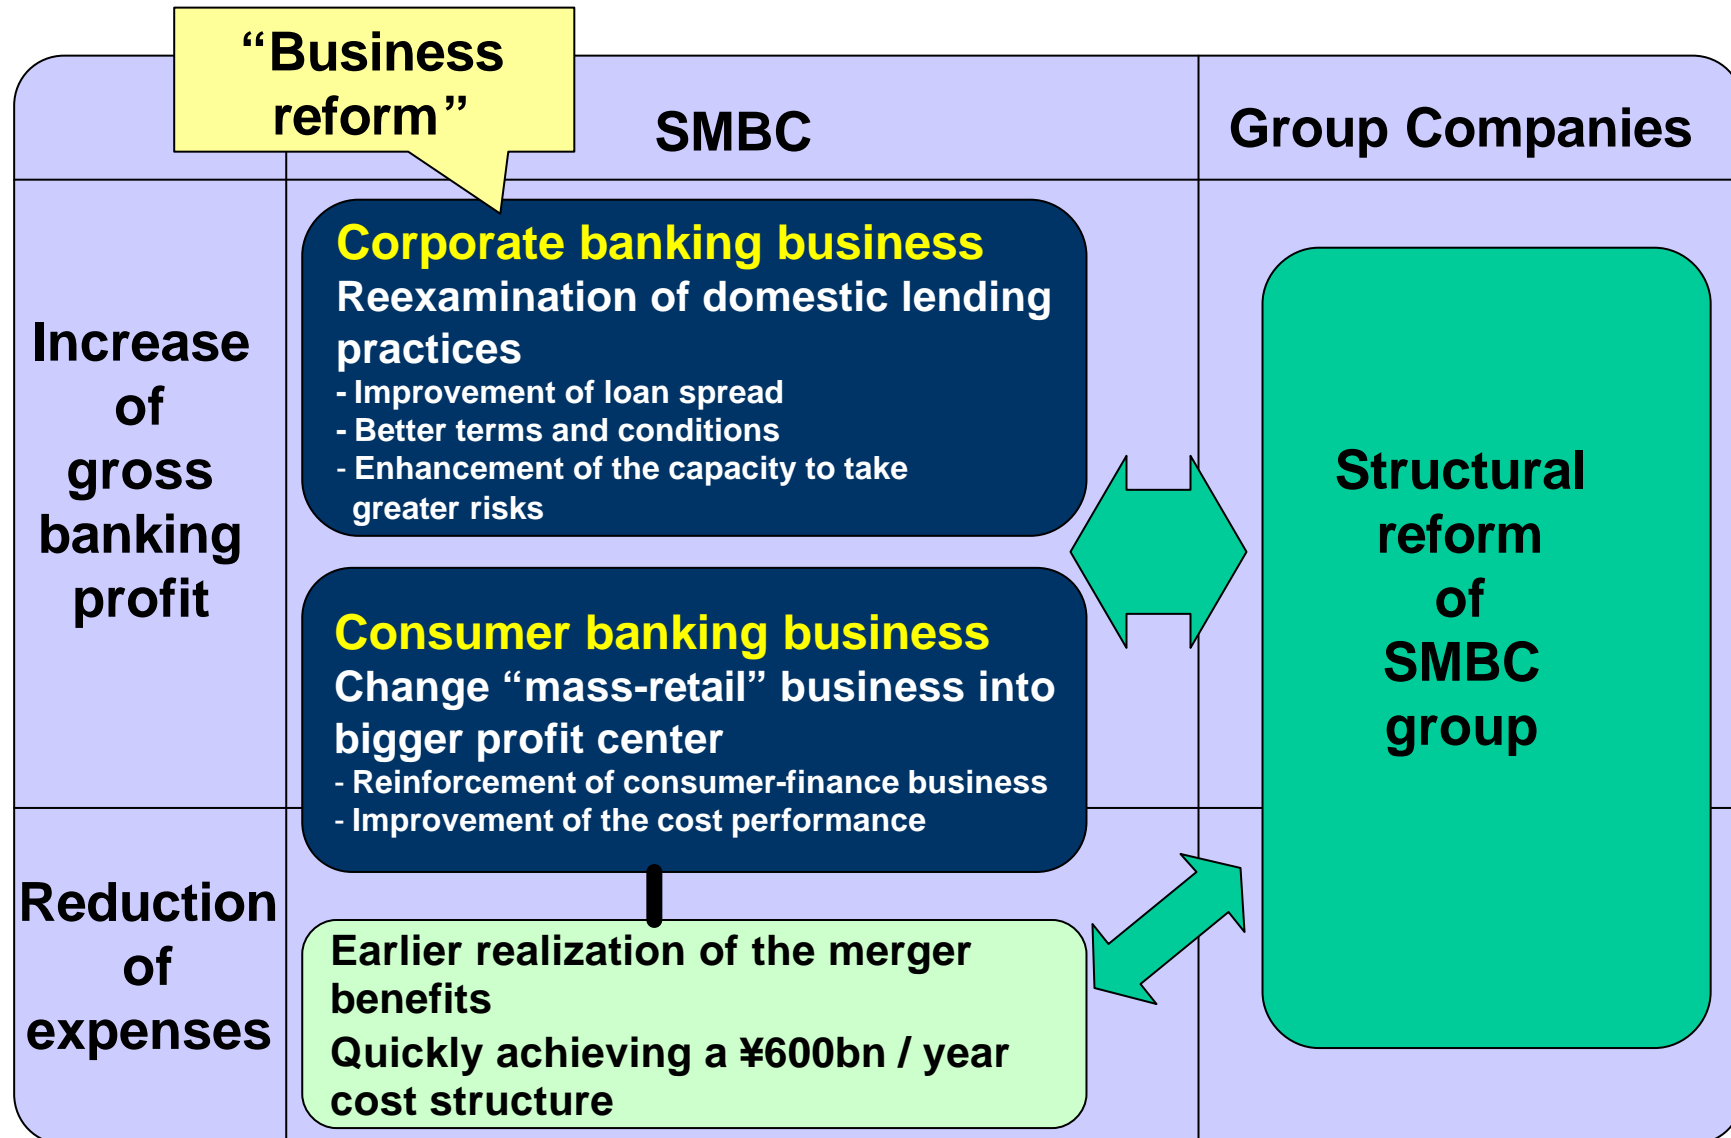 “Business
reform”
SMBC
Group Companies
Increase
of
gross
banking
profit
Corporate banking business
Reexamination of domestic lending
practices
- Improvement of loan spread
- Better terms and conditions
- Enhancement of the capacity to take
greater risks
Consumer banking business
Change “mass-retail” business into
bigger profit center
- Reinforcement of consumer-finance business
- Improvement of the cost performance
Structural
reform
of
SMBC
group
Reduction
of
expenses
Earlier realization of the merger
benefits
Quickly achieving a ¥600bn / year
cost structure